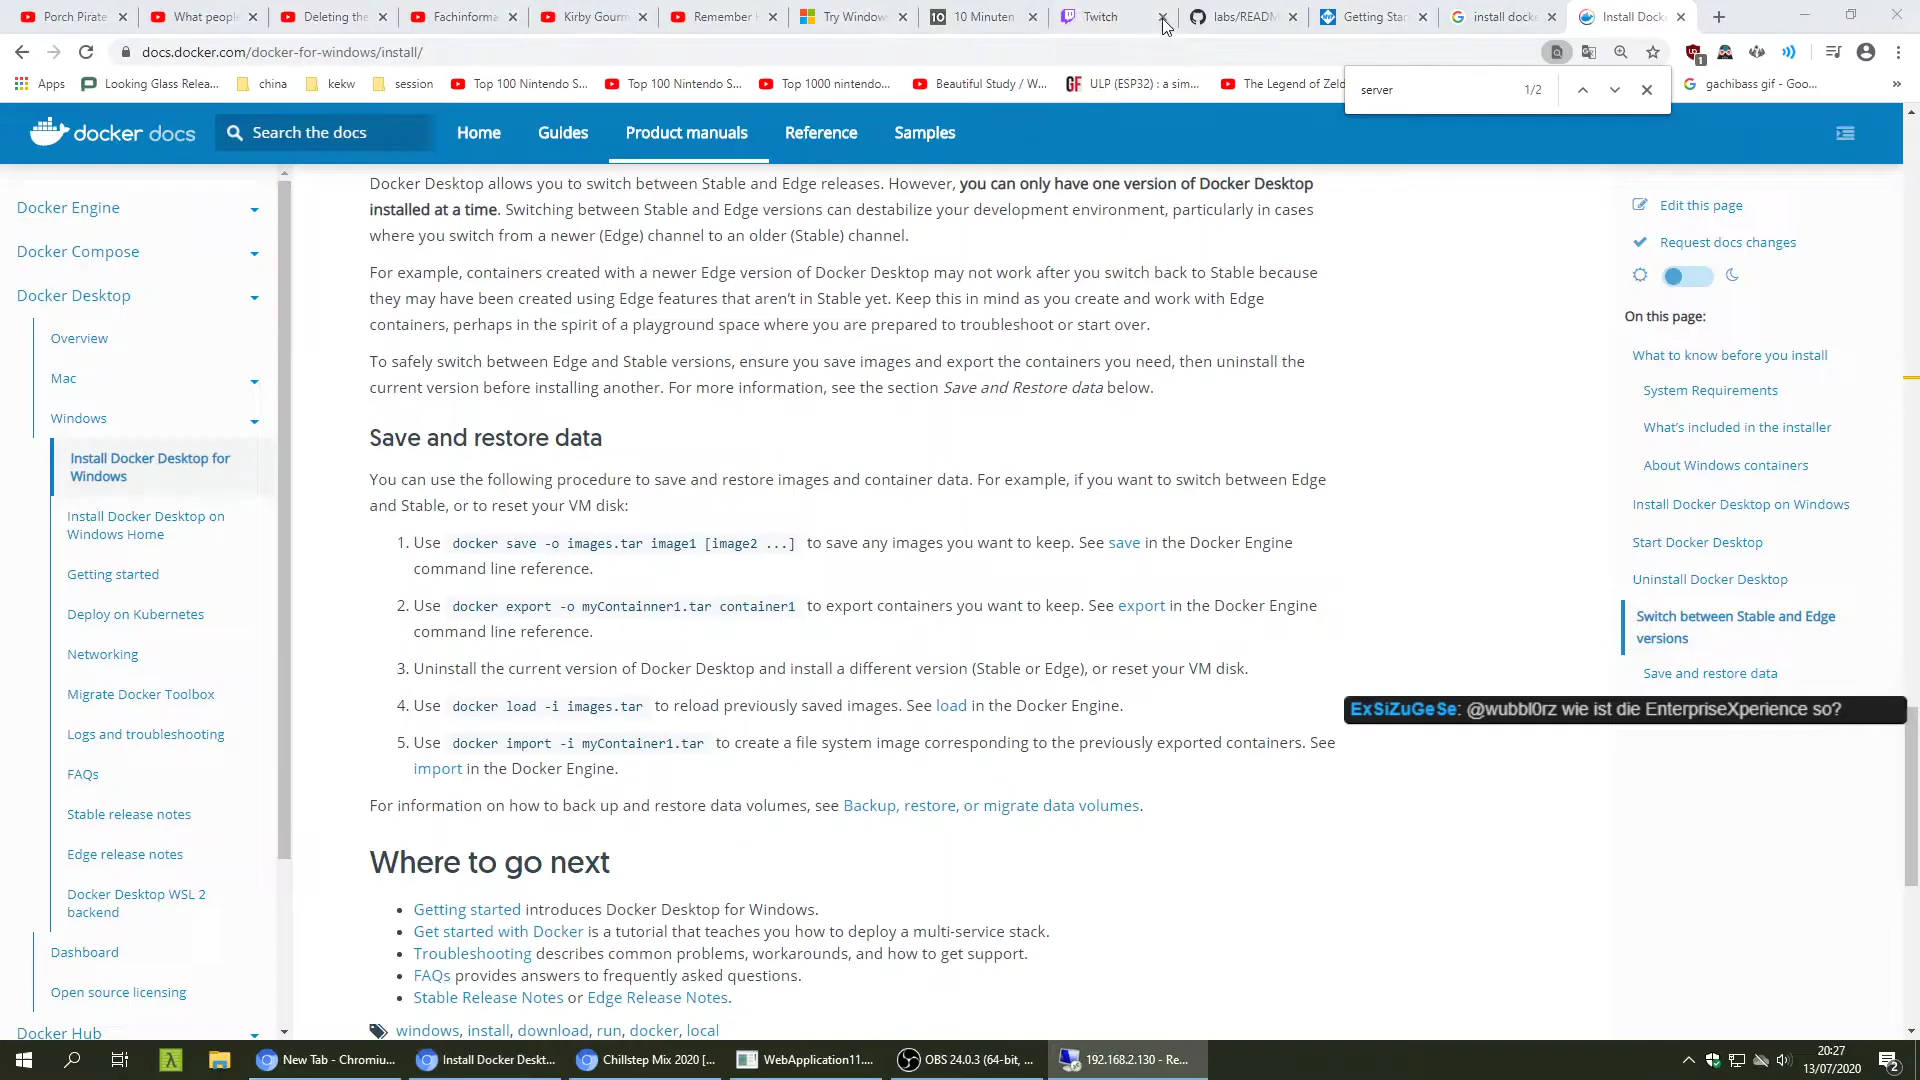 Porch Pirate
What peopl
Deleting the
Fachinforma
Kirby Gourm
Remember
Try Window
10 Minuten
Twitch
labs/READM
Getting Star
install docke
Install Docke
docs.docker.com/docker-for-windows/install/
Apps
Looking Glass Relea...
china
kekw
session
Top 100 Nintendo S...
Top 100 Nintendo S...
Top 1000 nintendo...
Beautiful Study / W...
ULP (ESP32) : a sim...
The Legend of Zeld
gachibass gif - Goo...
server
1/2
docker docs
Search the docs
Home
Guides
Product manuals
Reference
Samples
Docker Engine
Docker Compose
Docker Desktop
Overview
Mac
Windows
Install Docker Desktop for
Windows
Install Docker Desktop on
Windows Home
Getting started
Deploy on Kubernetes
Networking
Migrate Docker Toolbox
Logs and troubleshooting
FAQs
Stable release notes
Edge release notes
Docker Desktop WSL 2
backend
Dashboard
Open source licensing
Docker Hub
Docker Desktop allows you to switch between Stable and Edge releases. However, you can only have one version of Docker Desktop
installed at a time. Switching between Stable and Edge versions can destabilize your development environment, particularly in cases
where you switch from a newer (Edge) channel to an older (Stable) channel.
For example, containers created with a newer Edge version of Docker Desktop may not work after you switch back to Stable because
they may have been created using Edge features that aren't in Stable yet. Keep this in mind as you create and work with Edge
containers, perhaps in the spirit of a playground space where you are prepared to troubleshoot or start over.
To safely switch between Edge and Stable versions, ensure you save images and export the containers you need, then uninstall the
current version before installing another. For more information, see the section Save and Restore data below.
Save and restore data
You can use the following procedure to save and restore images and container data. For example, if you want to switch between Edge
and Stable, or to reset your VM disk:
1. Use docker save -o images.tar image1 [image2 ...] to save any images you want to keep. See save in the Docker Engine
command line reference.
2. Use docker export -o myContainner1.tar container1 to export containers you want to keep. See export in the Docker Engine
command line reference.
3. Uninstall the current version of Docker Desktop and install a different version (Stable or Edge), or reset your VM disk.
4. Use docker load -i images.tar to reload previously saved images. See load in the Docker Engine.
5. Use docker import -i myContainer1.tar to create a file system image corresponding to the previously exported containers. See
import in the Docker Engine.
For information on how to back up and restore data volumes, see Backup, restore, or migrate data volumes.
Where to go next
• Getting started introduces Docker Desktop for Windows.
• Get started with Docker is a tutorial that teaches you how to deploy a multi-service stack.
• Troubleshooting describes common problems, workarounds, and how to get support.
• FAQs provides answers to frequently asked questions.
• Stable Release Notes or Edge Release Notes.
windows, install, download, run, docker, local
Edit this page
Request docs changes
On this page:
What to know before you install
System Requirements
What's included in the installer
About Windows containers
Install Docker Desktop on Windows
Start Docker Desktop
Uninstall Docker Desktop
Switch between Stable and Edge
versions
Save and restore data
ExSiZuGeSe: @wubbl0rz wie ist die EnterpriseXperience so?
New Tab - Chromiu...
Install Docker Deskt...
Chillstep Mix 2020 [...
WebApplication11....
OBS 24.0.3 (64-bit, ...
192.168.2.130 - Re...
20:27
13/07/2020
2